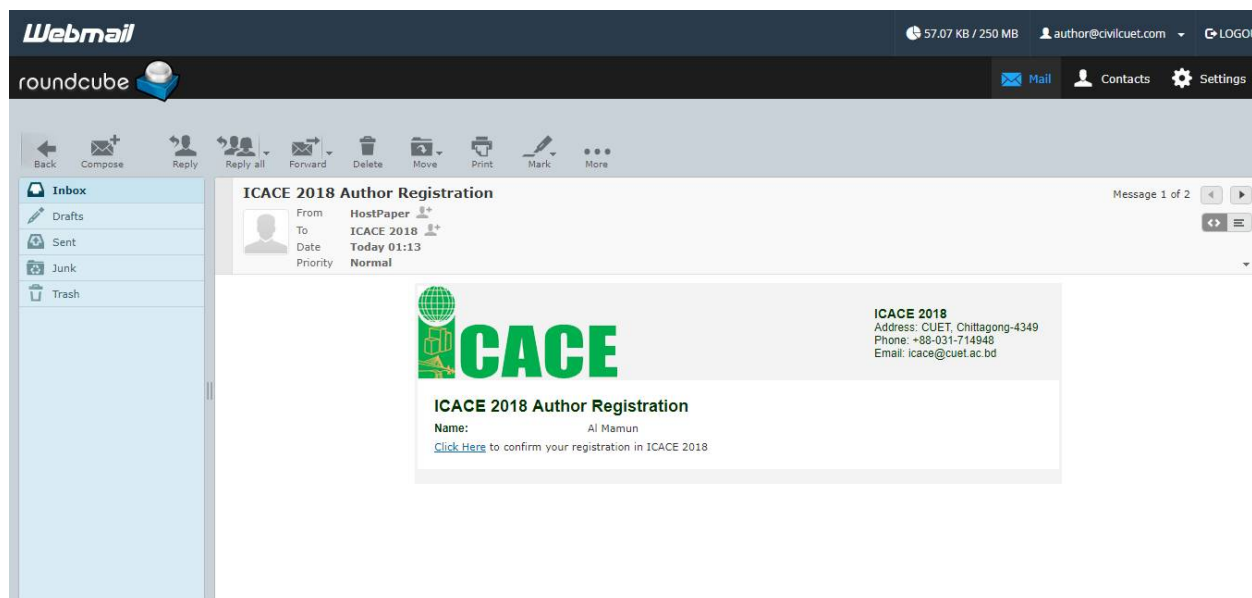 Webmail
57.07 KB / 250 MB author@civilcuet.com LOGOU
roundcube
Mail Contacts Settings
Back Compose Reply Reply all Forward Delete Move Print Mark More
Inbox
Drafts
Sent
Junk
Trash
ICACE 2018 Author Registration
Message 1 of 2
From HostPaper
To ICACE 2018
Date Today 01:13
Priority Normal
iCACE
ICACE 2018
Address: CUET, Chittagong-4349
Phone: +88-031-714948
Email: icace@cuet.ac.bd
ICACE 2018 Author Registration
Name: Al Mamun
Click Here to confirm your registration in ICACE 2018